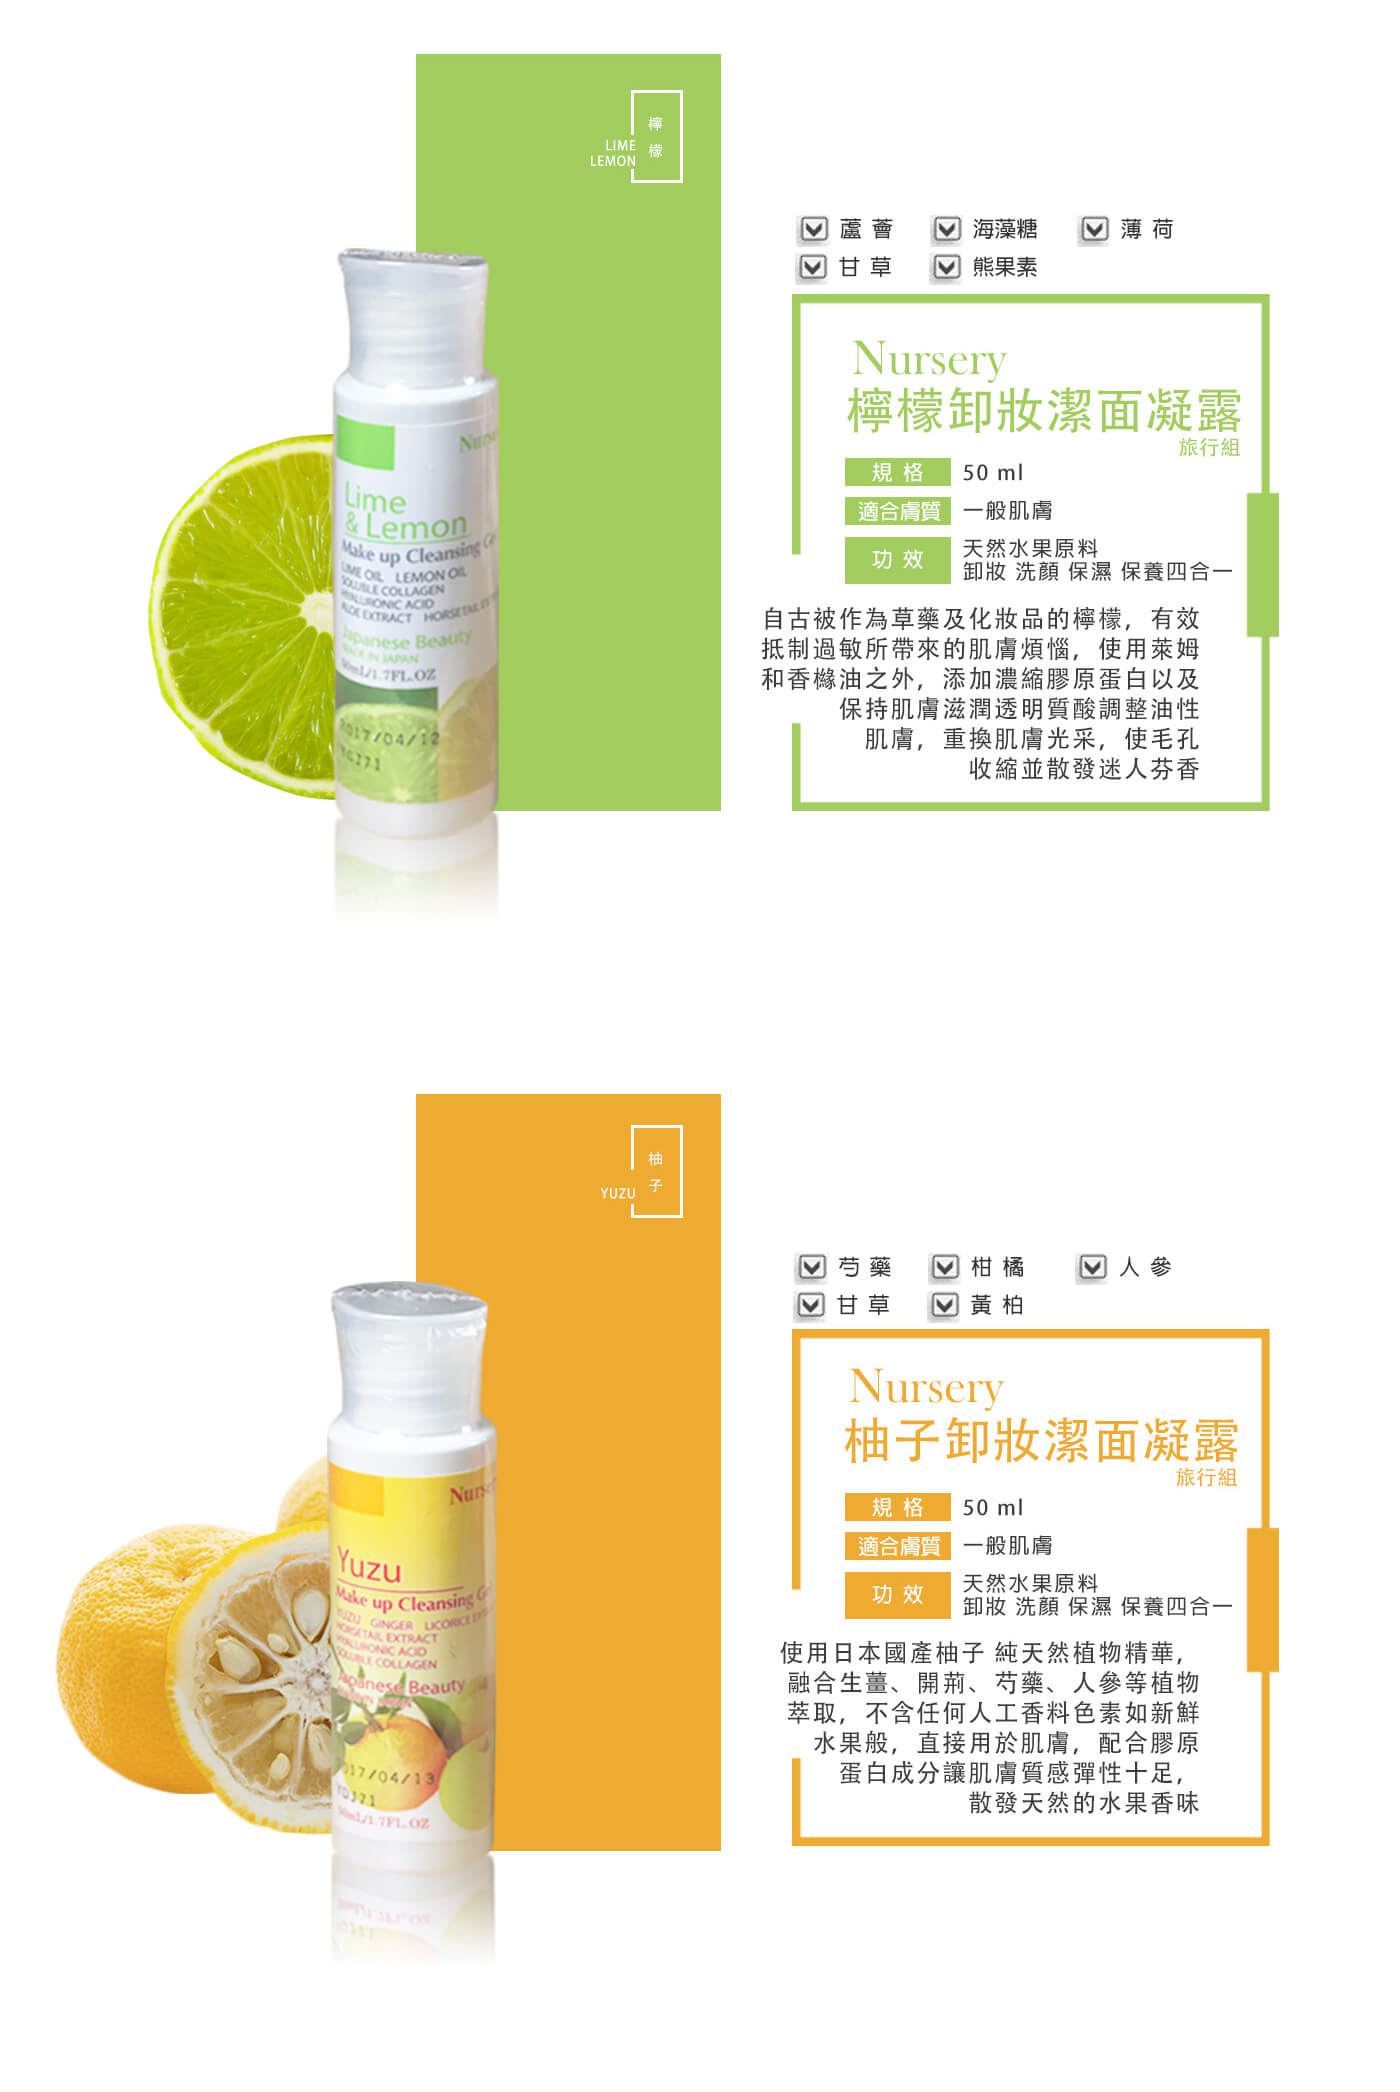 檸檬
LIME
LEMON
蘆薈 海藻糖 薄荷
甘草 熊果素
Nursery
檸檬卸妝潔面凝露
旅行組
規格 50 ml
適合膚質 一般肌膚
功效 天然水果原料
卸妝 洗顏 保濕 保養四合一
自古被作為草藥及化妝品的檸檬，有效
抵制過敏所帶來的肌膚煩惱，使用萊姆
和香櫞油之外，添加濃縮膠原蛋白以及
保持肌膚滋潤透明質酸調整油性
肌膚，重換肌膚光采，使毛孔
收縮並散發迷人芬香
Lime
& Lemon
Make up Cleansing
LIME OIL LEMON OIL
SOLUBLE COLLAGEN
HYALURONIC ACID
ALOE EXTRACT HORSETAIL
Japanese Beauty
MADE IN JAPAN
50mL/1.7FL.OZ
2017/04/12
YGJ71
柚子
YUZU
芍藥 柑橘 人參
甘草 黃柏
Nursery
柚子卸妝潔面凝露
旅行組
規格 50 ml
適合膚質 一般肌膚
功效 天然水果原料
卸妝 洗顏 保濕 保養四合一
使用日本國產柚子 純天然植物精華，
融合生薑、開荊、芍藥、人參等植物
萃取，不含任何人工香料色素如新鮮
水果般，直接用於肌膚，配合膠原
蛋白成分讓肌膚質感彈性十足，
散發天然的水果香味
Yuzu
Make up Cleansing
YUZU GINGER LICORICE
HORSETAIL EXTRACT
HYALURONIC ACID
SOLUBLE COLLAGEN
Japanese Beauty
017/04/13
50mL/1.7FL.OZ